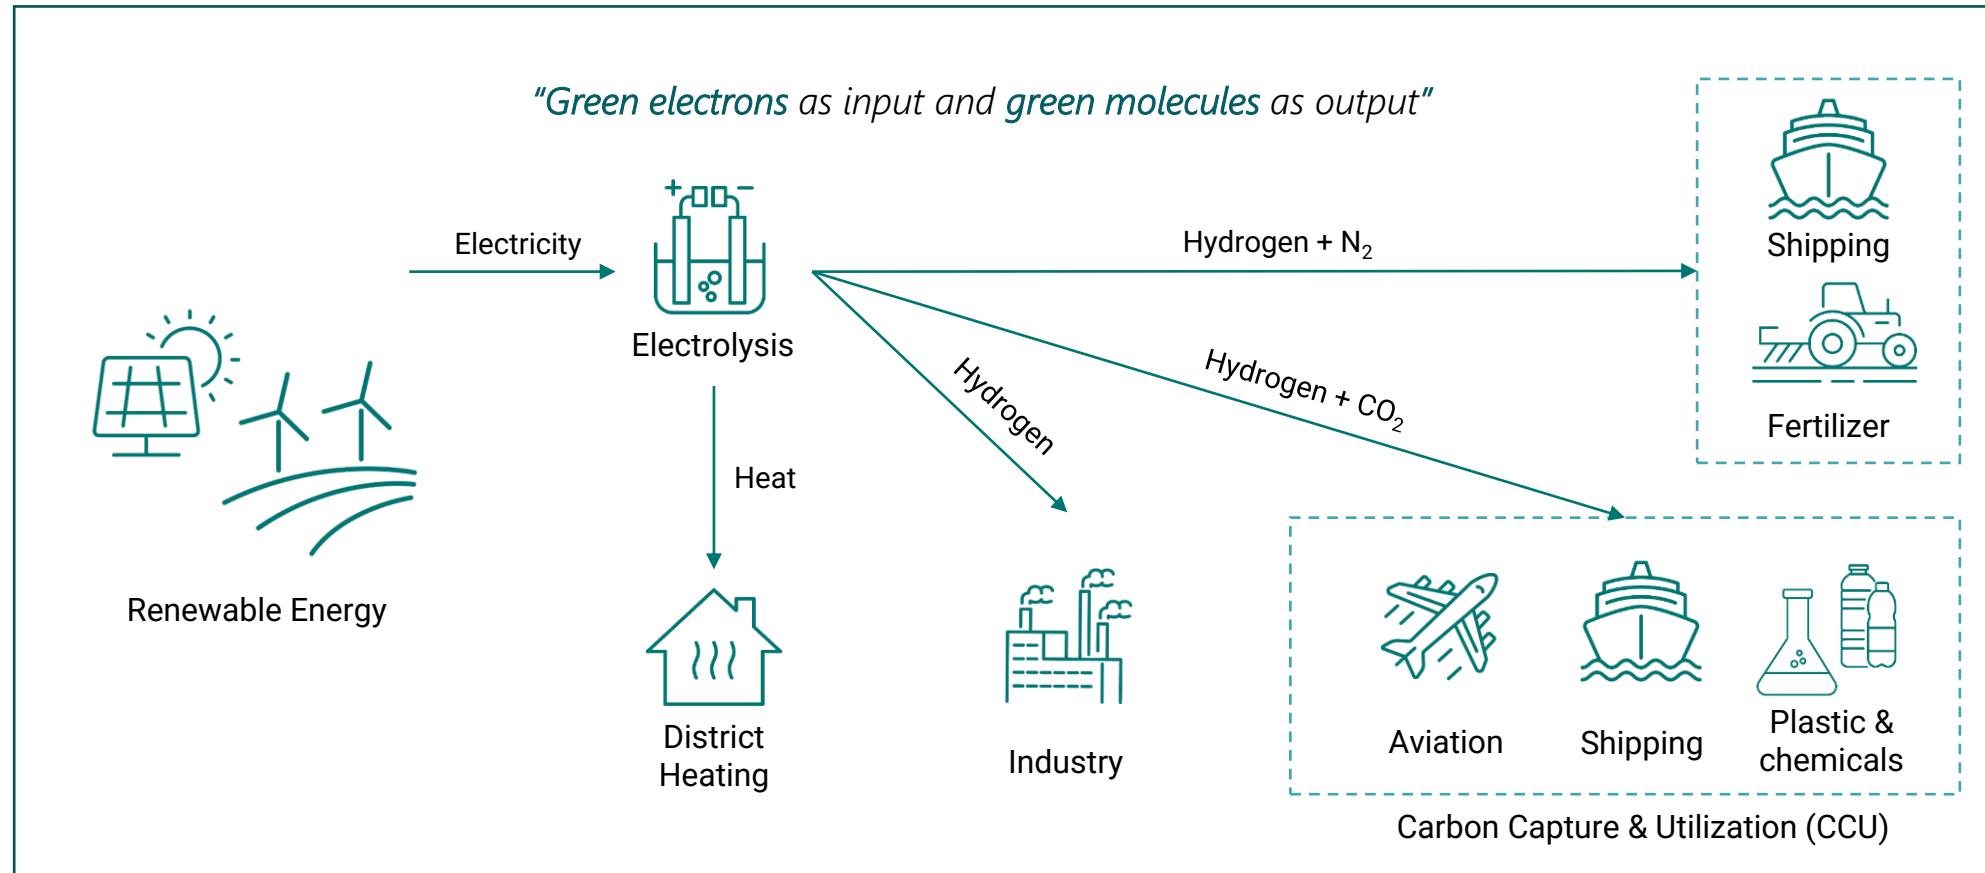 “Green electrons as input and green molecules as output”
Electricity
Hydrogen + N₂
Shipping
Electrolysis
Hydrogen
Hydrogen + CO₂
Fertilizer
Heat
Renewable Energy
District
Heating
Industry
Aviation
Shipping
Plastic &
chemicals
Carbon Capture & Utilization (CCU)